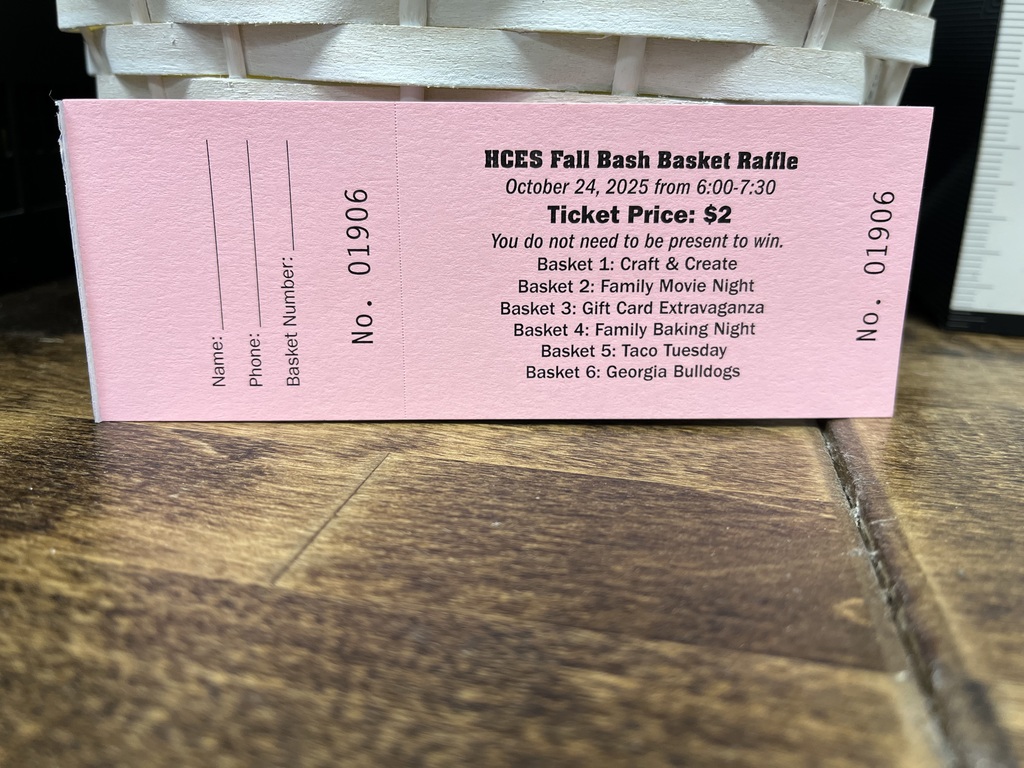 Name:
Phone:
Basket Number:
No. 01906
HCES Fall Bash Basket Raffle
October 24, 2025 from 6:00-7:30
Ticket Price: $2
You do not need to be present to win.
Basket 1: Craft & Create
Basket 2: Family Movie Night
Basket 3: Gift Card Extravaganza
Basket 4: Family Baking Night
Basket 5: Taco Tuesday
Basket 6: Georgia Bulldogs
No. 01906